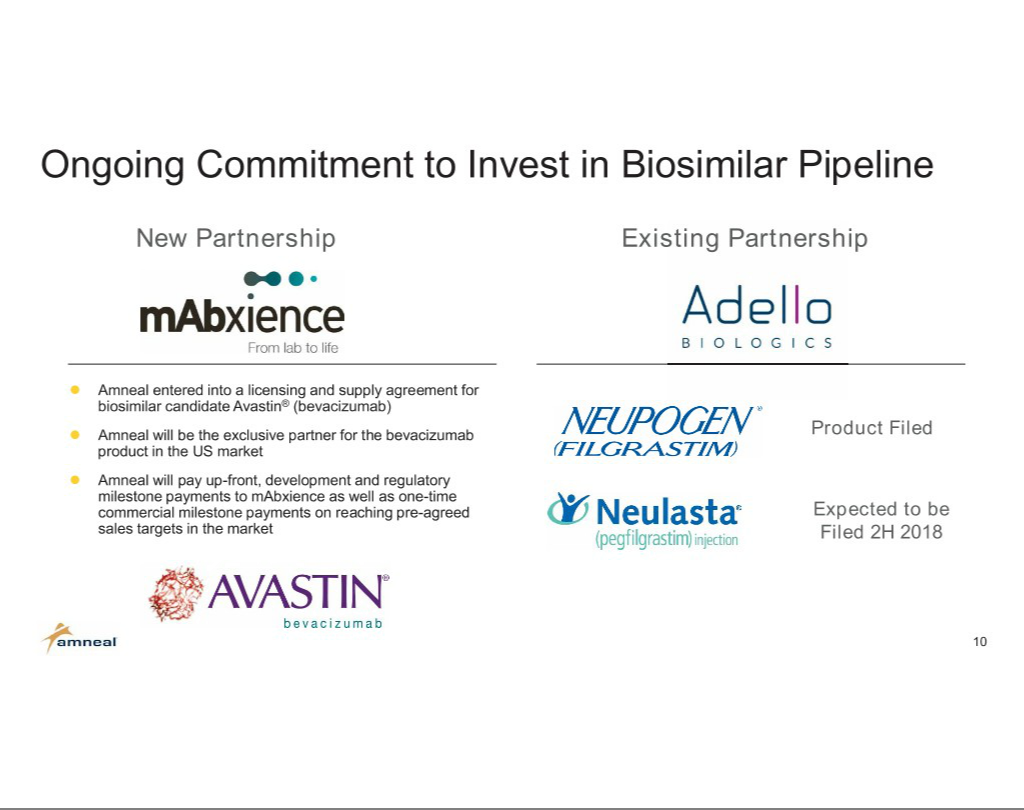 Ongoing Commitment to Invest in Biosimilar Pipeline
New Partnership
mAbxience
From lab to life
Amneal entered into a licensing and supply agreement for
biosimilar candidate Avastin® (bevacizumab)
Amneal will be the exclusive partner for the bevacizumab
product in the US market
Amneal will pay up-front, development and regulatory
milestone payments to mAbxience as well as one-time
commercial milestone payments on reaching pre-agreed
sales targets in the market
AVASTIN®
bevacizumab
Existing Partnership
Adello
BIOLOGICS
NEUPOGEN®
(FILGRASTIM)
Product Filed
Neulasta®
(pegfilgrastim) injection
Expected to be
Filed 2H 2018
amneal
10